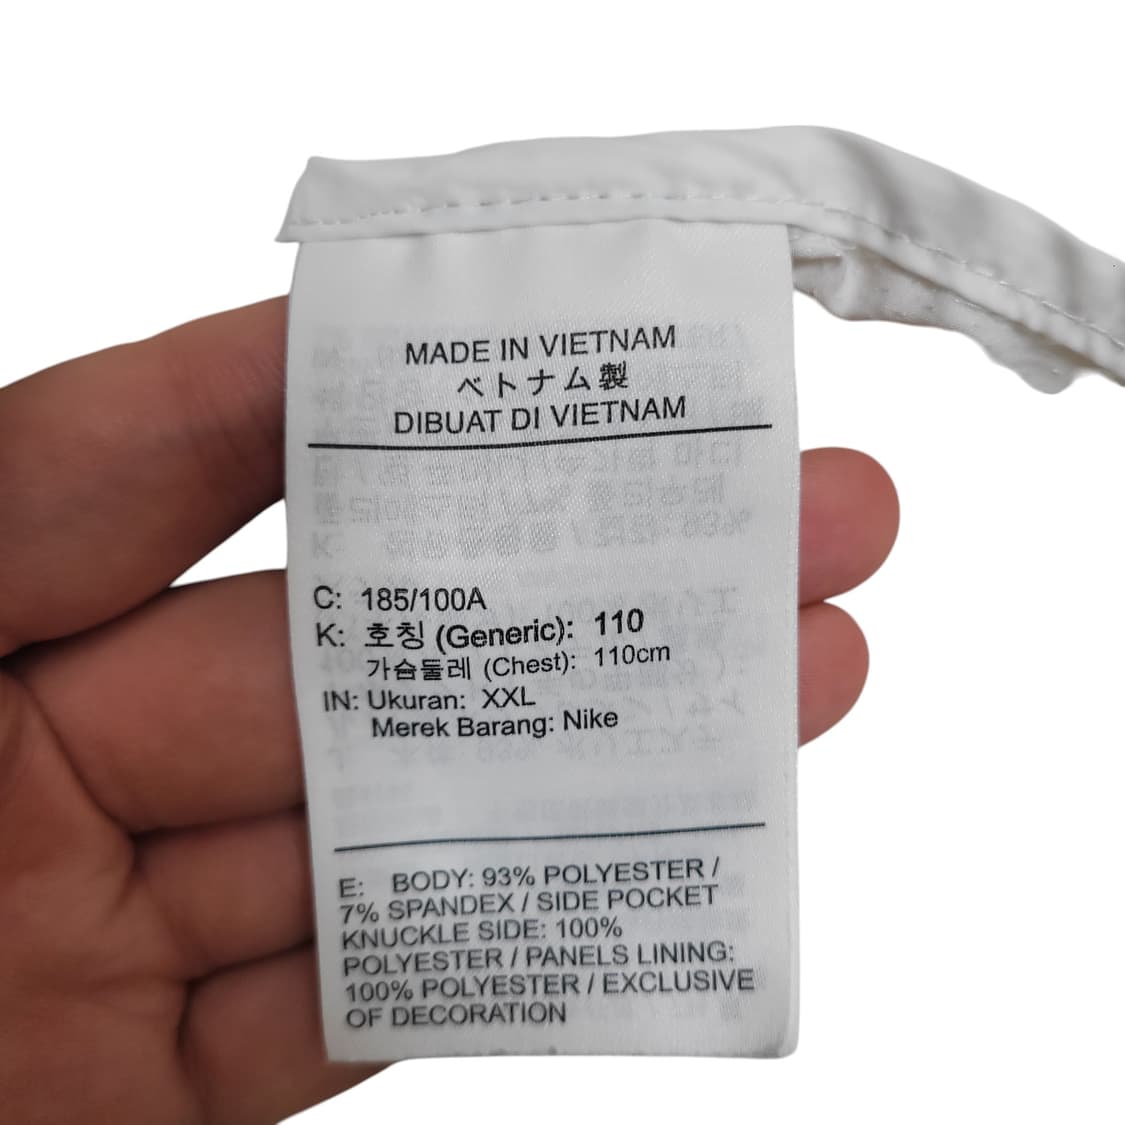 MADE IN VIETNAM
ベトナム製
DIBUAT DI VIETNAM
C: 185/100A
K: 호칭 (Generic): 110
가슴둘레 (Chest): 110cm
IN: Ukuran: XXL
Merek Barang: Nike
E: BODY: 93% POLYESTER /
7% SPANDEX / SIDE POCKET
KNUCKLE SIDE: 100%
POLYESTER / PANELS LINING:
100% POLYESTER / EXCLUSIVE
OF DECORATION